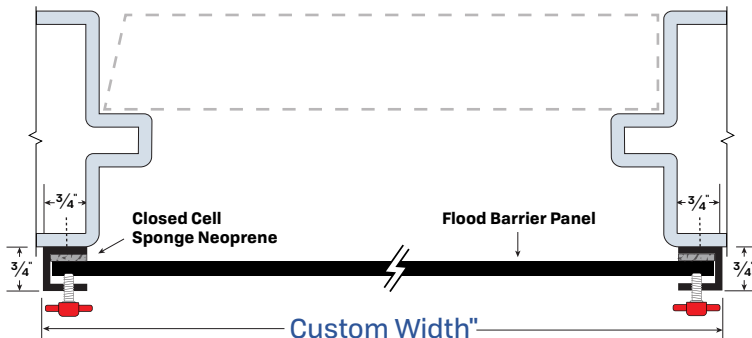 3/4"
3/4"
Closed Cell
Sponge Neoprene
Flood Barrier Panel
3/4"
3/4"
Custom Width"